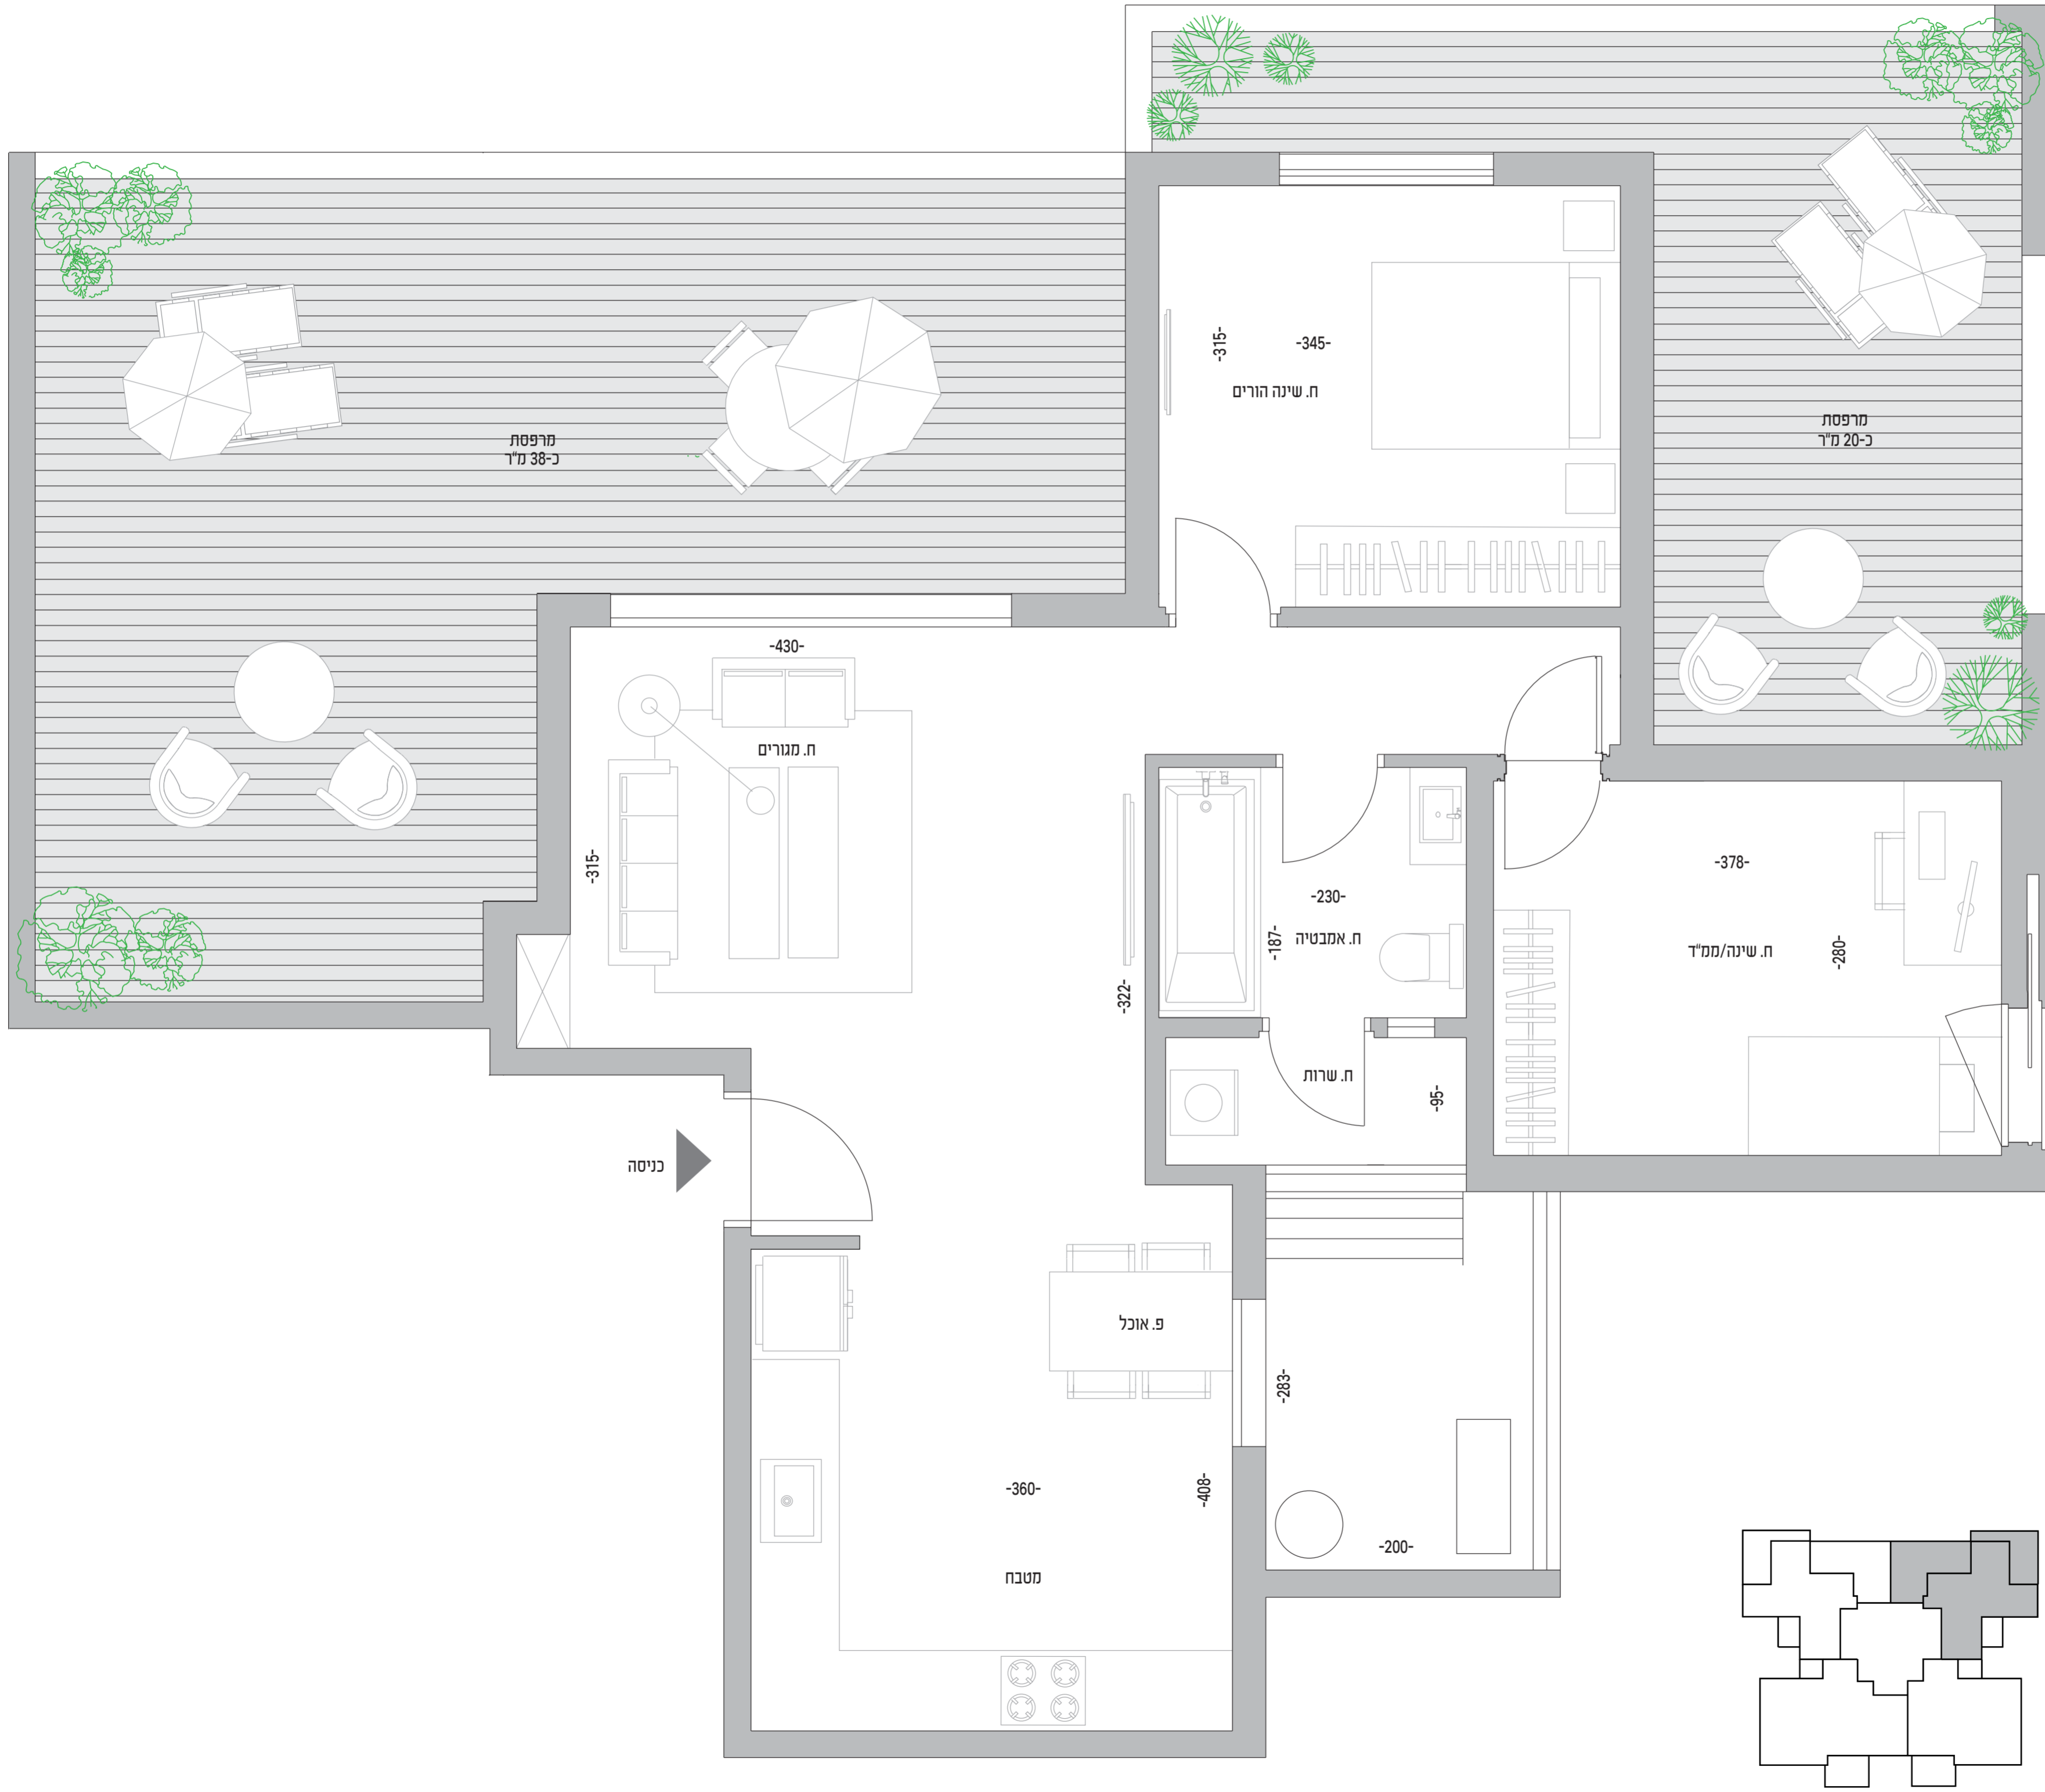 -315-
-345-
ח. שינה הורים
מרפסת
כ-20 מ"ר
מרפסת
כ-38 מ"ר
-430-
ח. מגורים
-315-
-378-
-230-
-187-
ח. אמבטיה
ח. שינה/ממ"ד
-280-
-322-
ח. שרות
-95-
כניסה
פ. אוכל
-283-
-360-
-408-
-200-
מטבח